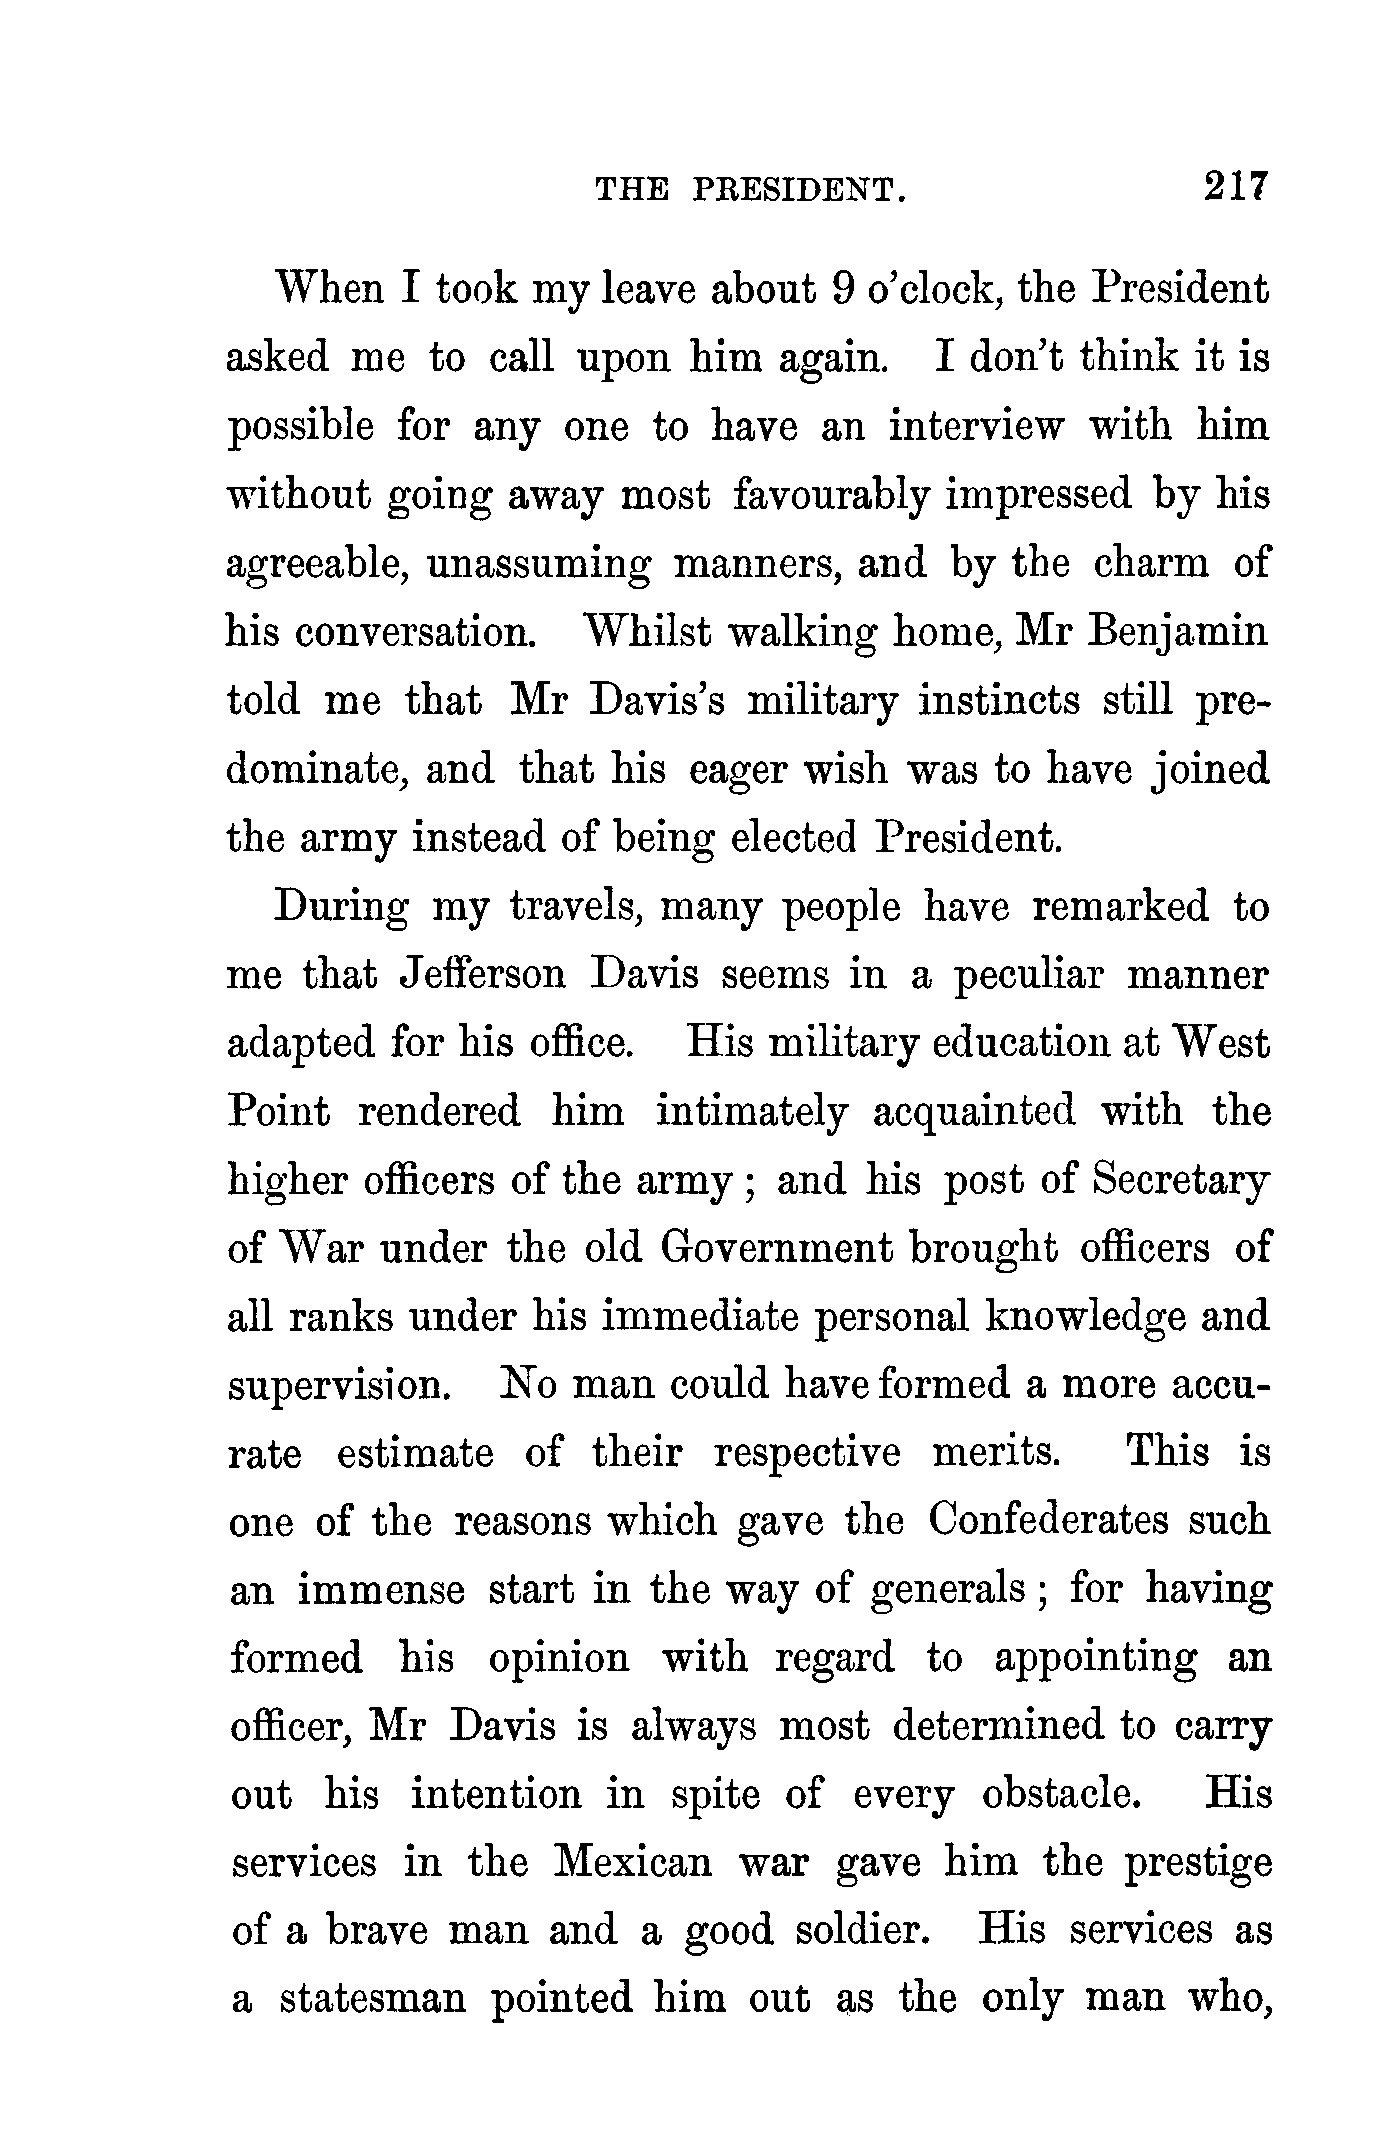 THE PRESIDENT. 217
When I took my leave about 9 o'clock, the President
asked me to call upon him again. I don't think it is
possible for any one to have an interview with him
without going away most favourably impressed by his
agreeable, unassuming manners, and by the charm of
his conversation. Whilst walking home, Mr Benjamin
told me that Mr Davis's military instincts still pre-
dominate, and that his eager wish was to have joined
the army instead of being elected President.
During my travels, many people have remarked to
me that Jefferson Davis seems in a peculiar manner
adapted for his office. His military education at West
Point rendered him intimately acquainted with the
higher officers of the army ; and his post of Secretary
of War under the old Government brought officers of
all ranks under his immediate personal knowledge and
supervision. No man could have formed a more accu-
rate estimate of their respective merits. This is
one of the reasons which gave the Confederates such
an immense start in the way of generals ; for having
formed his opinion with regard to appointing an
officer, Mr Davis is always most determined to carry
out his intention in spite of every obstacle. His
services in the Mexican war gave him the prestige
of a brave man and a good soldier. His services as
a statesman pointed him out as the only man who,